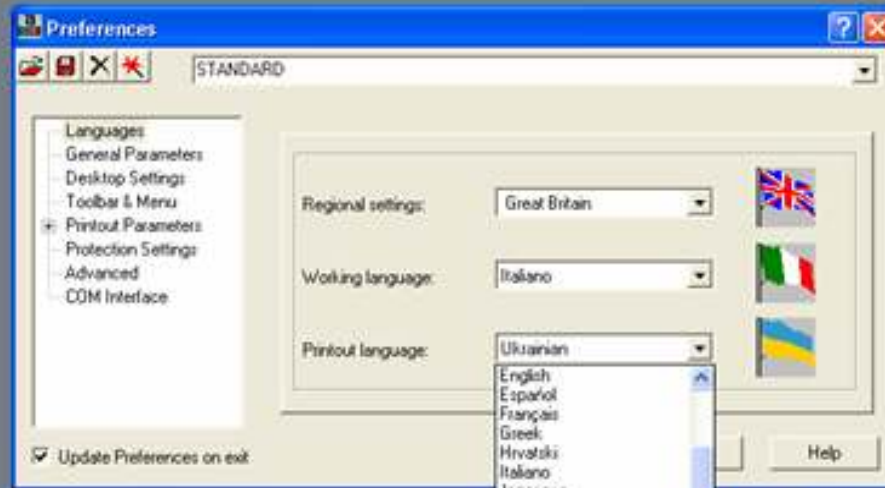 Preferences
STANDARD
Languages
General Parameters
Desktop Settings
Toolbar & Menu
Printout Parameters
Protection Settings
Advanced
COM Interface
Regional settings:
Great Britain
Working language:
Italiano
Printout language:
Ukrainian
English
Español
Français
Greek
Hrvatski
Italiano
Update Preferences on exit
Help